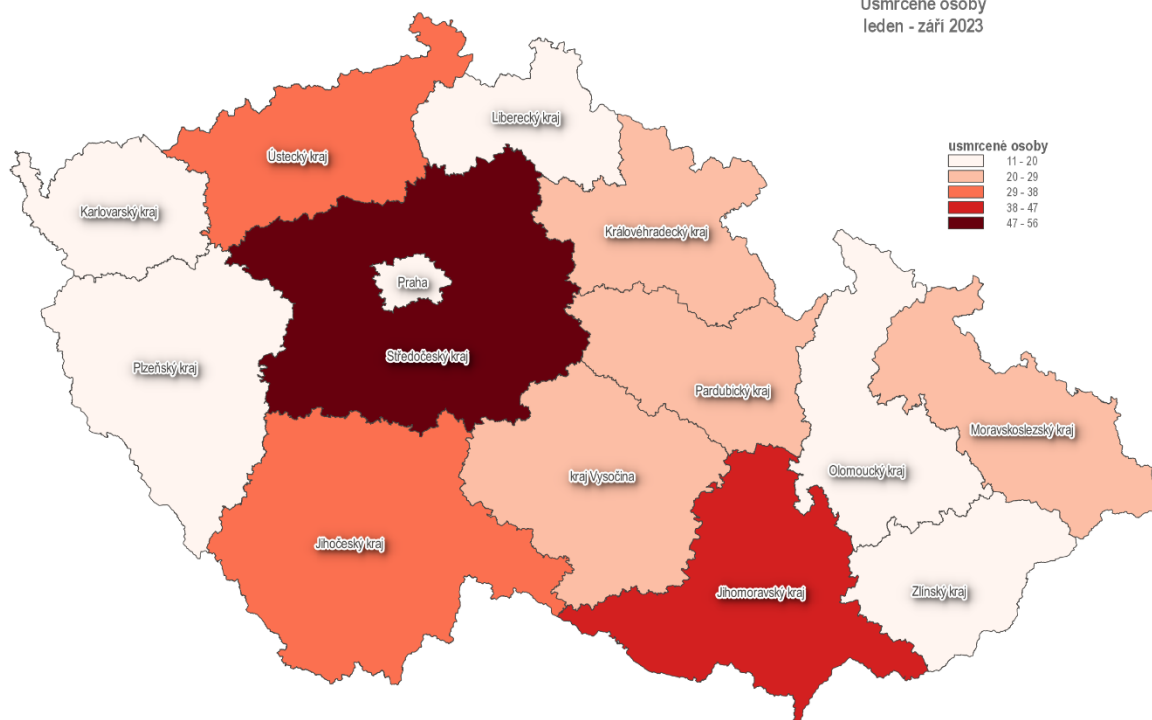 Usmrcené osoby
leden - září 2023
Liberecký kraj
usmrcené osoby
11 - 20
20 - 29
29 - 38
38 - 47
47 - 56
Ústecký kraj
Karlovarský kraj
Královéhradecký kraj
Praha
Středočeský kraj
Plzeňský kraj
Pardubický kraj
Moravskoslezský kraj
Olomoucký kraj
kraj Vysočina
Jihočeský kraj
Jihomoravský kraj
Zlínský kraj